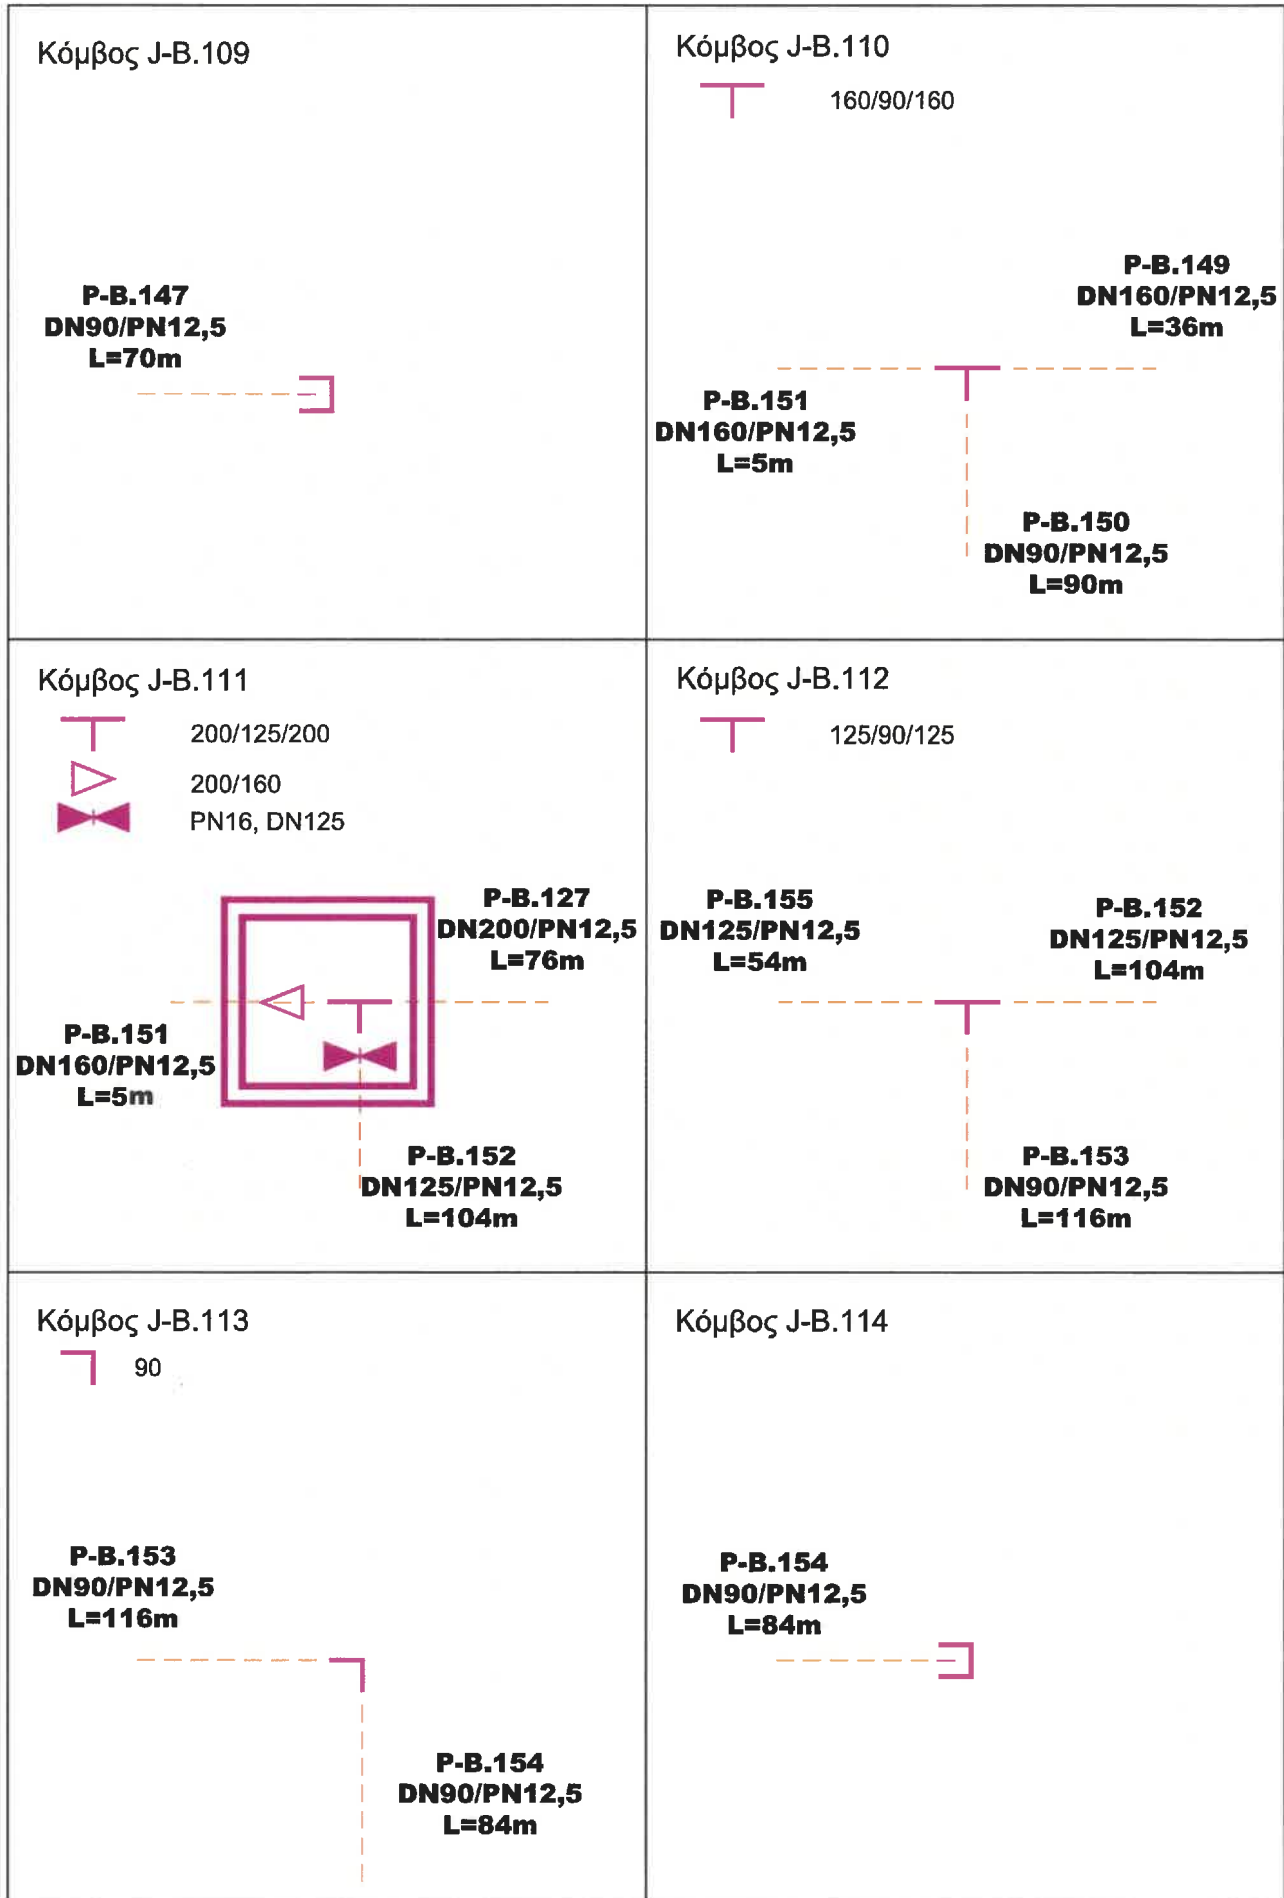 Κόμβος J-B.109
P-B.147
DN90/PN12,5
L=70m
Κόμβος J-B.110
160/90/160
P-B.149
DN160/PN12,5
L=36m
P-B.151
DN160/PN12,5
L=5m
P-B.150
DN90/PN12,5
L=90m
Κόμβος J-B.111
200/125/200
200/160
PN16, DN125
P-B.127
DN200/PN12,5
L=76m
P-B.151
DN160/PN12,5
L=5m
P-B.152
DN125/PN12,5
L=104m
Κόμβος J-B.112
125/90/125
P-B.155
DN125/PN12,5
L=54m
P-B.152
DN125/PN12,5
L=104m
P-B.153
DN90/PN12,5
L=116m
Κόμβος J-B.113
90
P-B.153
DN90/PN12,5
L=116m
P-B.154
DN90/PN12,5
L=84m
Κόμβος J-B.114
P-B.154
DN90/PN12,5
L=84m